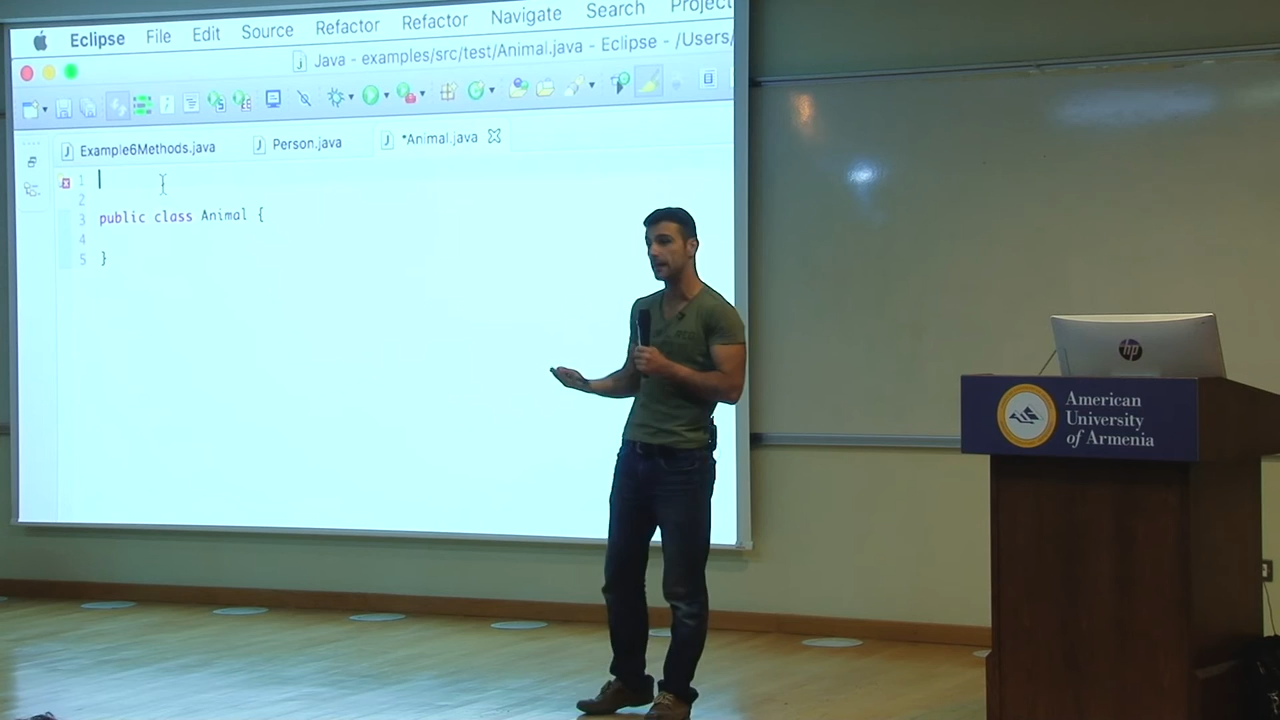 Eclipse File Edit Source Refactor Refactor Navigate Search Project
Java - examples/src/test/Animal.java - Eclipse - /Users/
Example6Methods.java Person.java *Animal.java
1
2
3 public class Animal {
4
5 }
hp
American
University
of Armenia